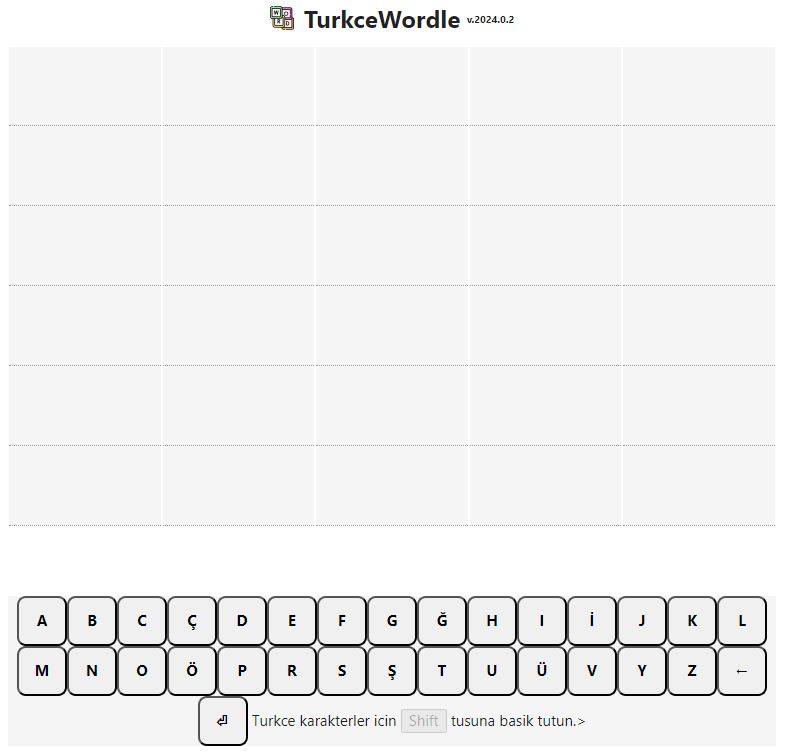 TurkceWordle v.2024.0.2
A B C Ç D E F G Ğ H I İ J K L
M N O Ö P R S Ş T U Ü V Y Z ←
⏎ Turkce karakterler icin Shift tusuna basik tutun.>